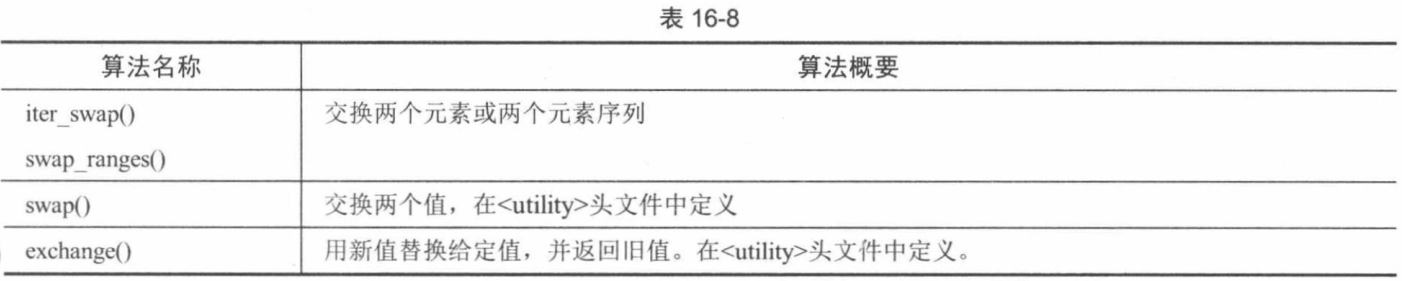 表 16-8
算法名称 算法概要
iter_swap() 交换两个元素或两个元素序列
swap_ranges()
swap() 交换两个值，在<utility>头文件中定义
exchange() 用新值替换给定值，并返回旧值。在<utility>头文件中定义。